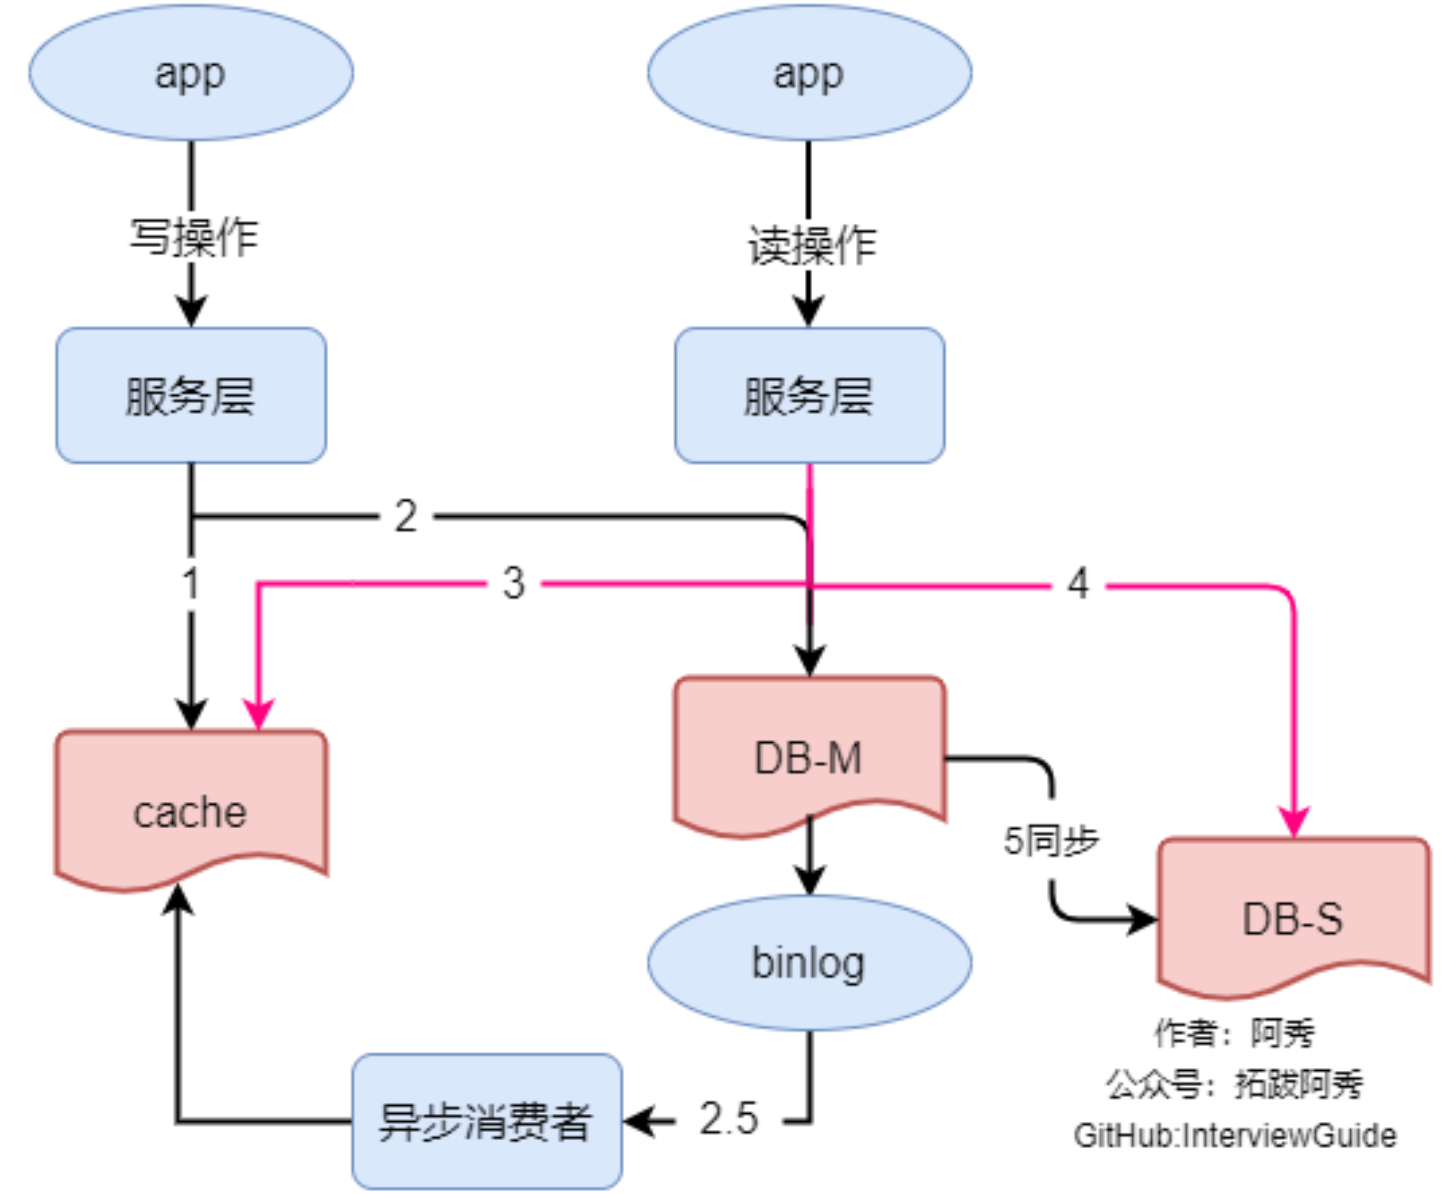 app
app
写操作
读操作
服务层
服务层
2
1
3
4
DB-M
cache
5同步
DB-S
binlog
作者：阿秀
公众号：拓跋阿秀
异步消费者
2.5
GitHub:InterviewGuide